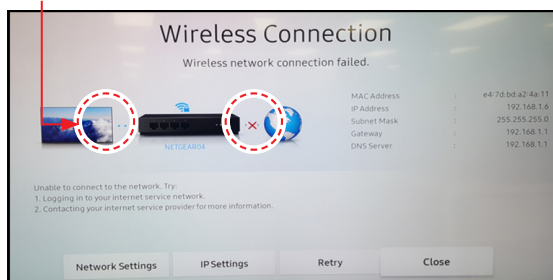 Wireless Connection
Wireless network connection failed.
MAC Address : e4:7d:bd:a2:4a:11
IP Address : 192.168.1.6
Subnet Mask : 255.255.255.0
Gateway : 192.168.1.1
DNS Server : 192.168.1.1
NETGEAR04
Unable to connect to the network. Try:
1. Logging in to your internet service network.
2. Contacting your internet service provider for more information.
Network Settings
IP Settings
Retry
Close